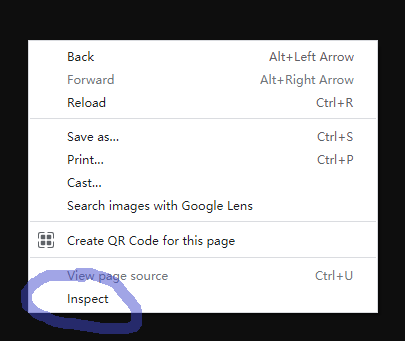 Back Alt+Left Arrow
Forward Alt+Right Arrow
Reload Ctrl+R
Save as... Ctrl+S
Print... Ctrl+P
Cast...
Search images with Google Lens
Create QR Code for this page
View page source Ctrl+U
Inspect